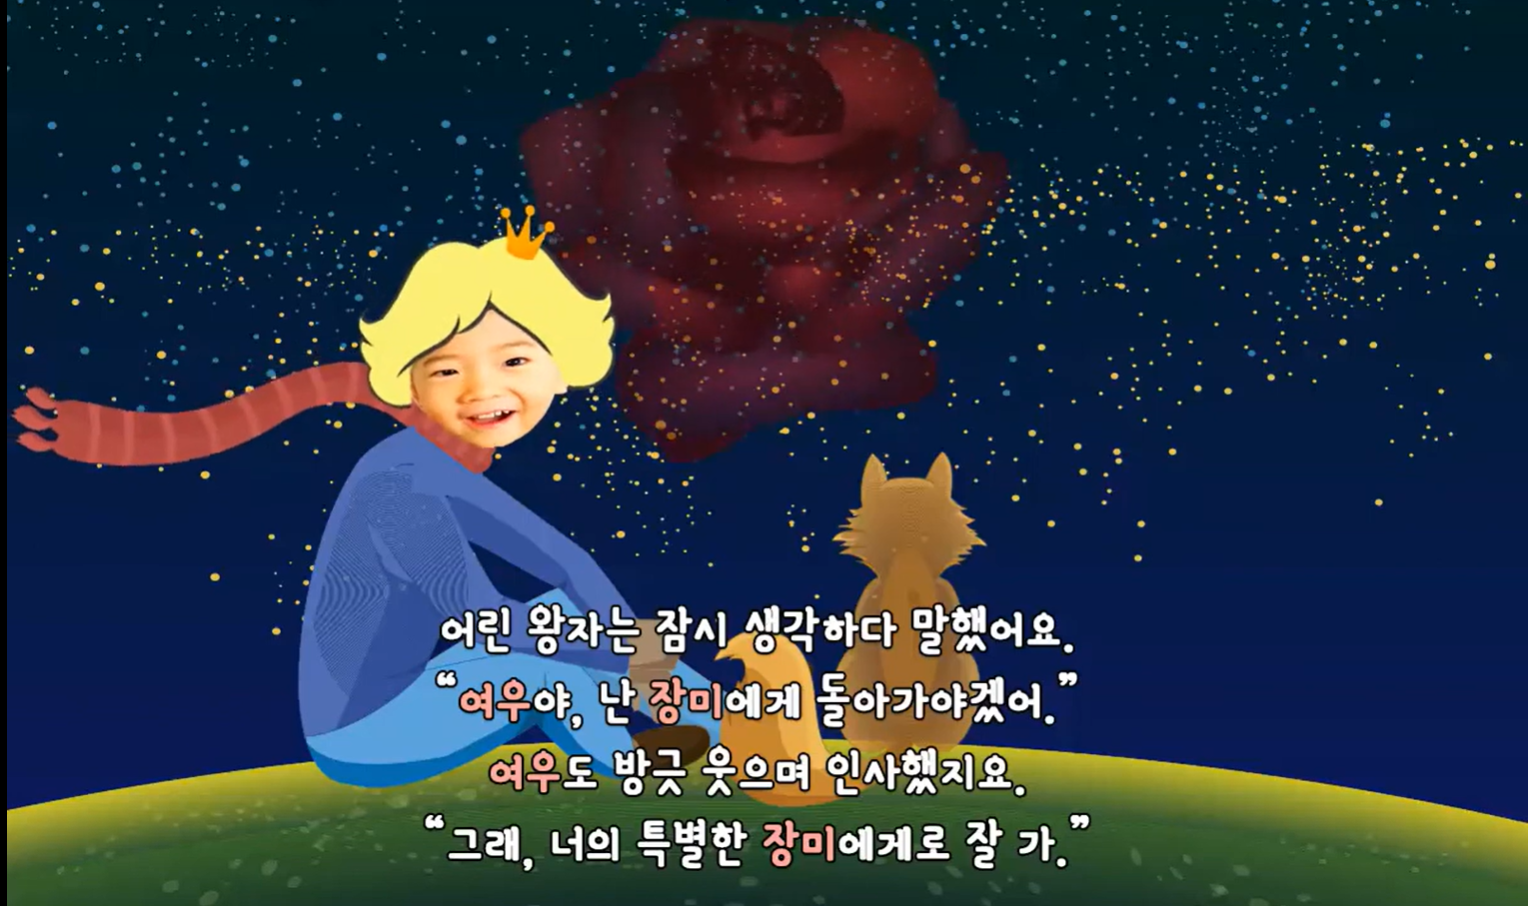 어린 왕자는 잠시 생각하다 말했어요.
“여우야, 난 장미에게 돌아가야겠어.”
여우도 방긋 웃으며 인사했지요.
“그래, 너의 특별한 장미에게로 잘 가.”